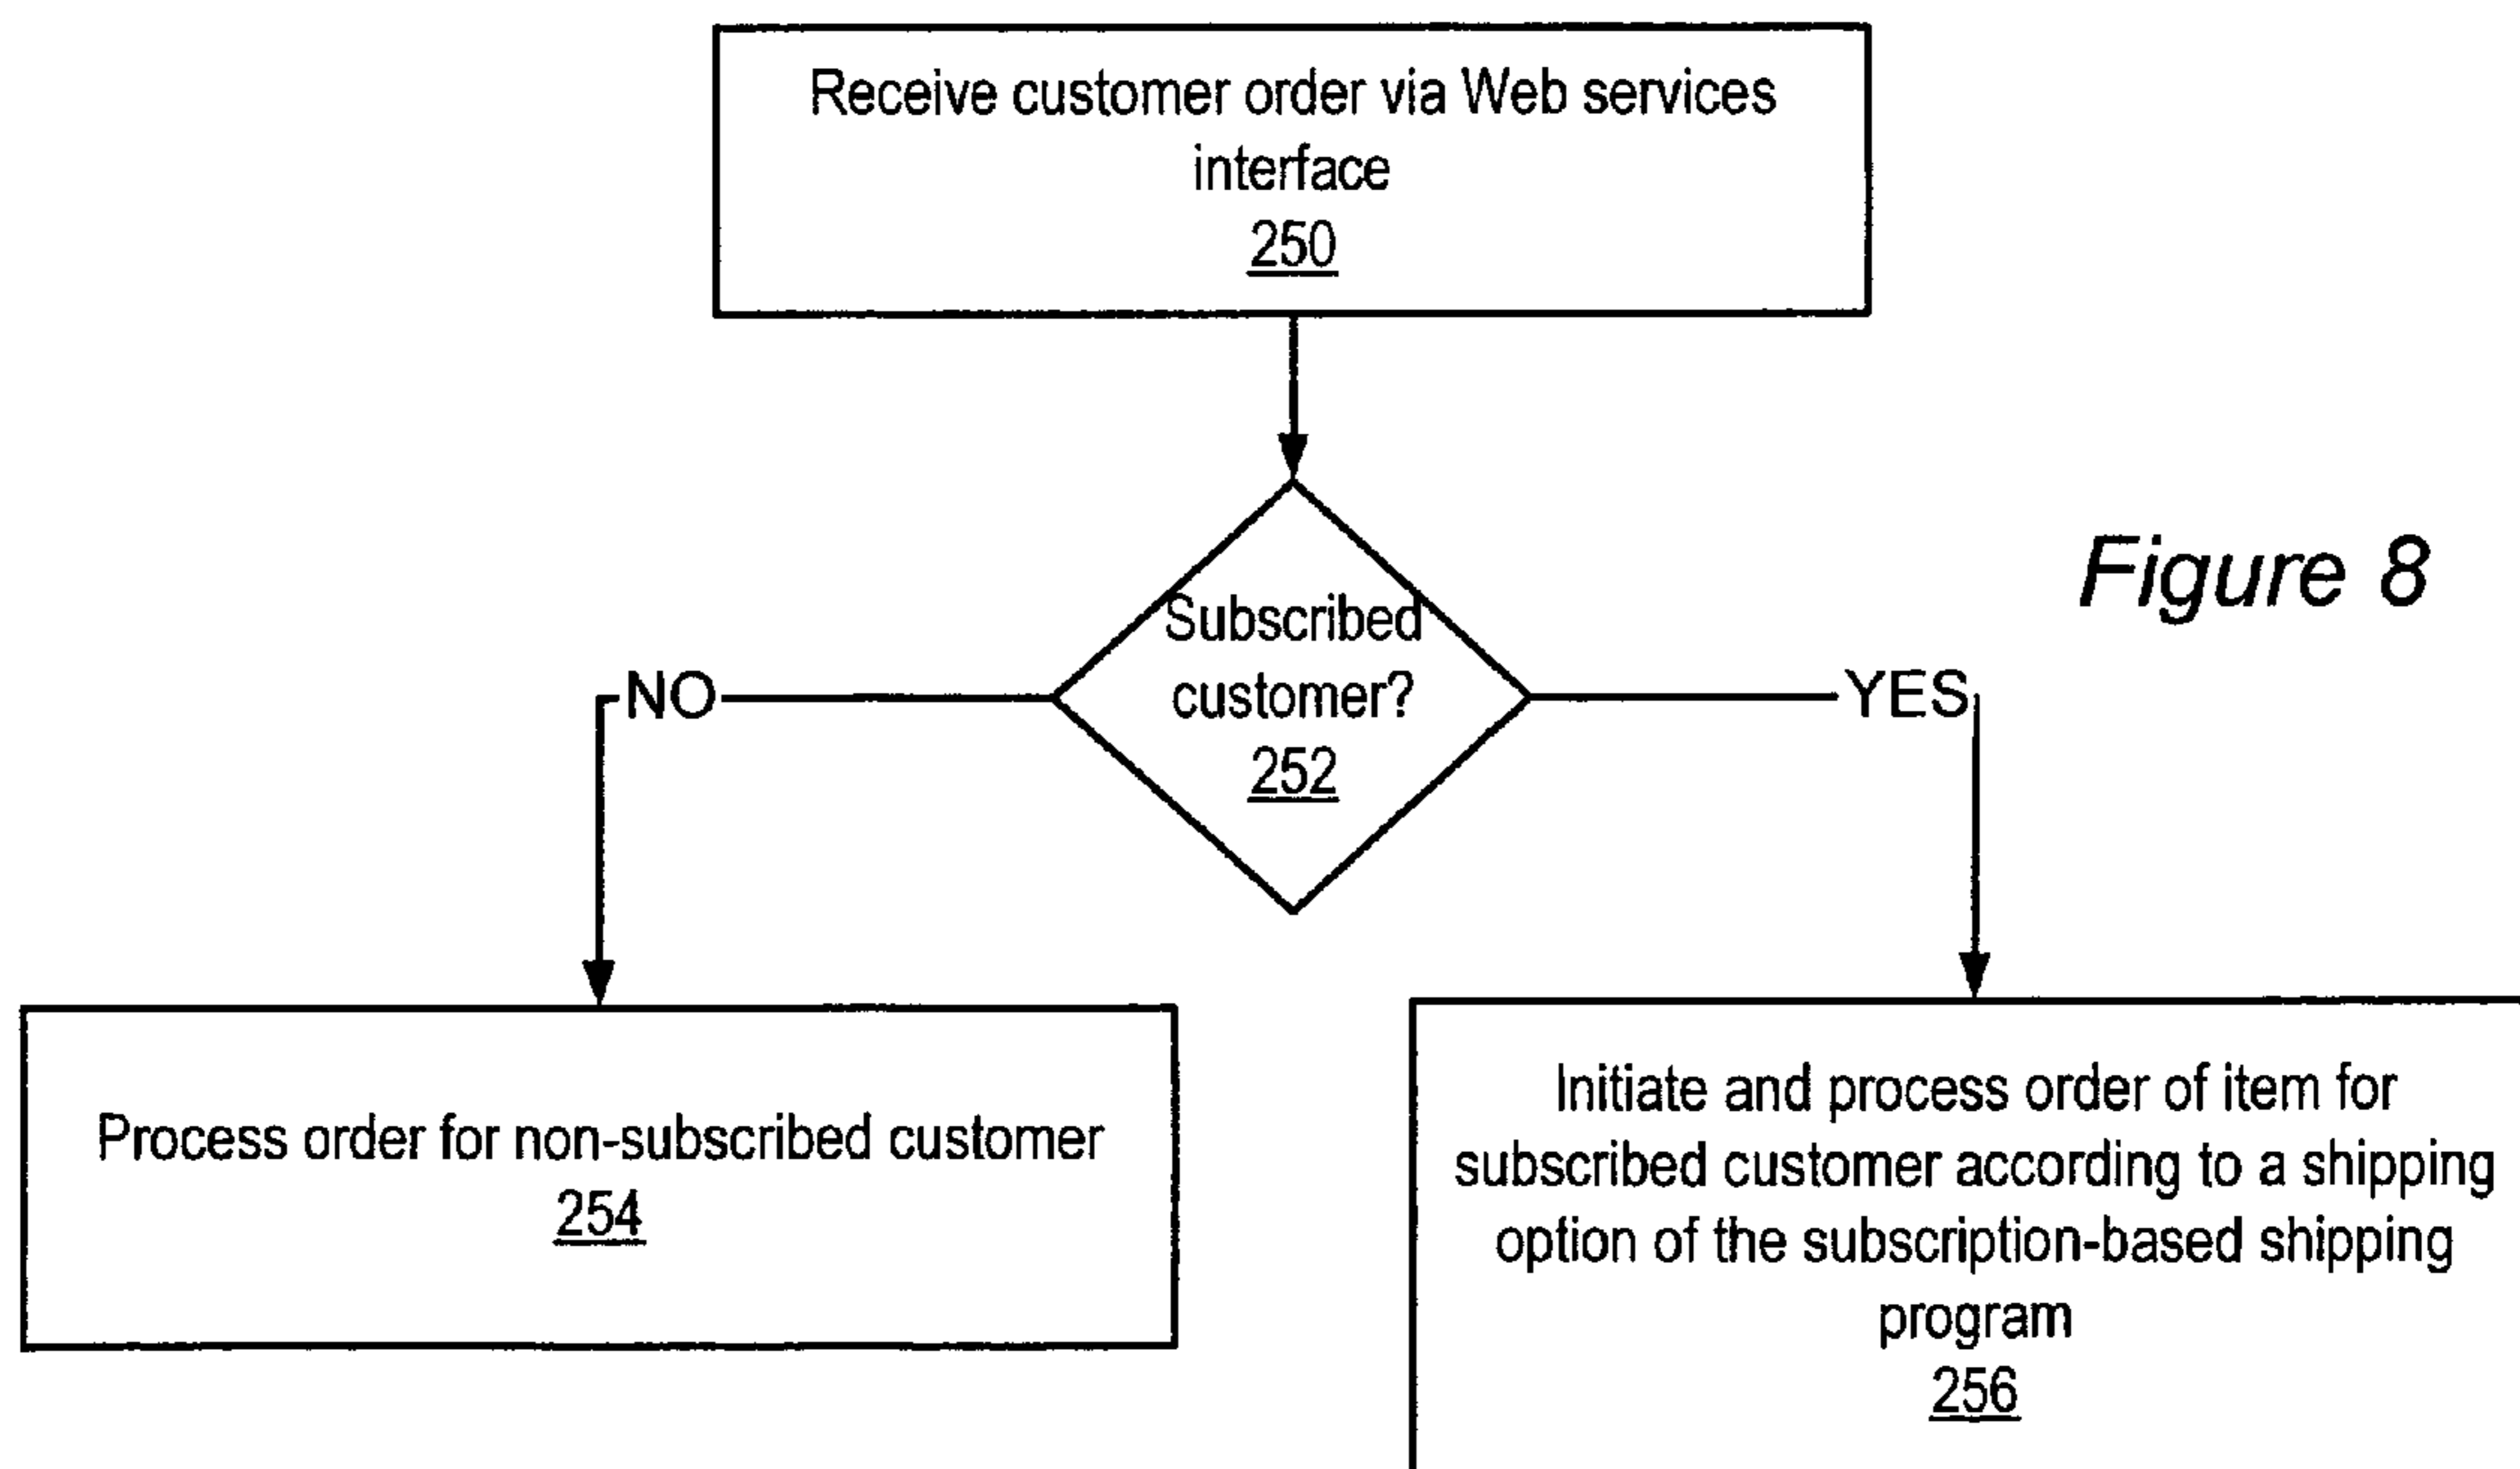 Receive customer order via Web services
interface
250
Figure 8
Subscribed
customer?
252
NO
YES
Process order for non-subscribed customer
254
Initiate and process order of item for
subscribed customer according to a shipping
option of the subscription-based shipping
program
256